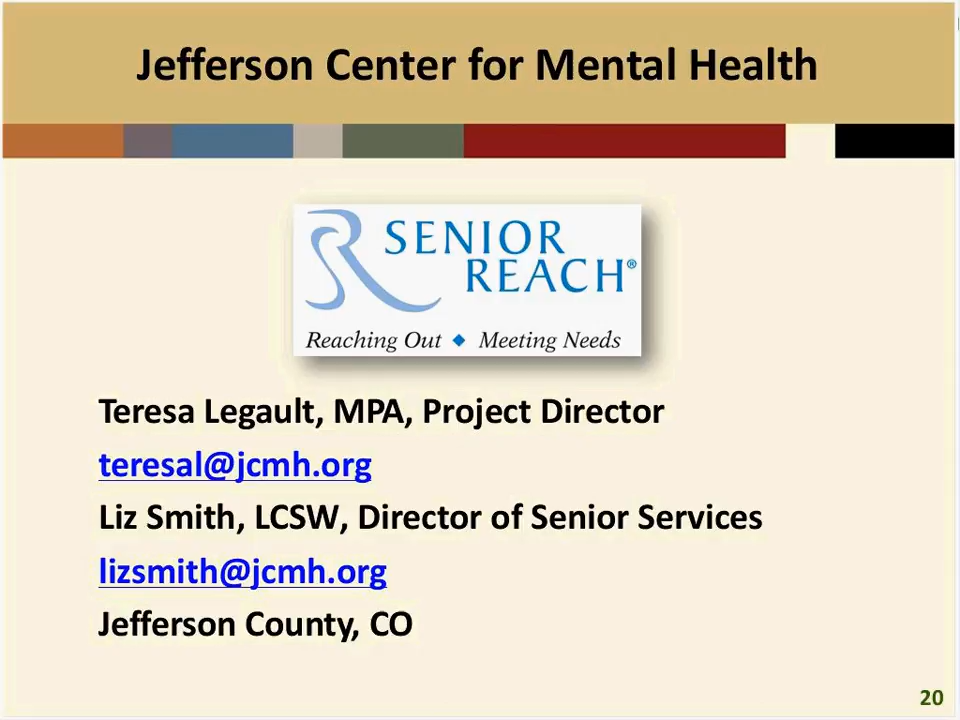 Jefferson Center for Mental Health
SENIOR
REACH®
Reaching Out ◆ Meeting Needs
Teresa Legault, MPA, Project Director
teresal@jcmh.org
Liz Smith, LCSW, Director of Senior Services
lizsmith@jcmh.org
Jefferson County, CO
20